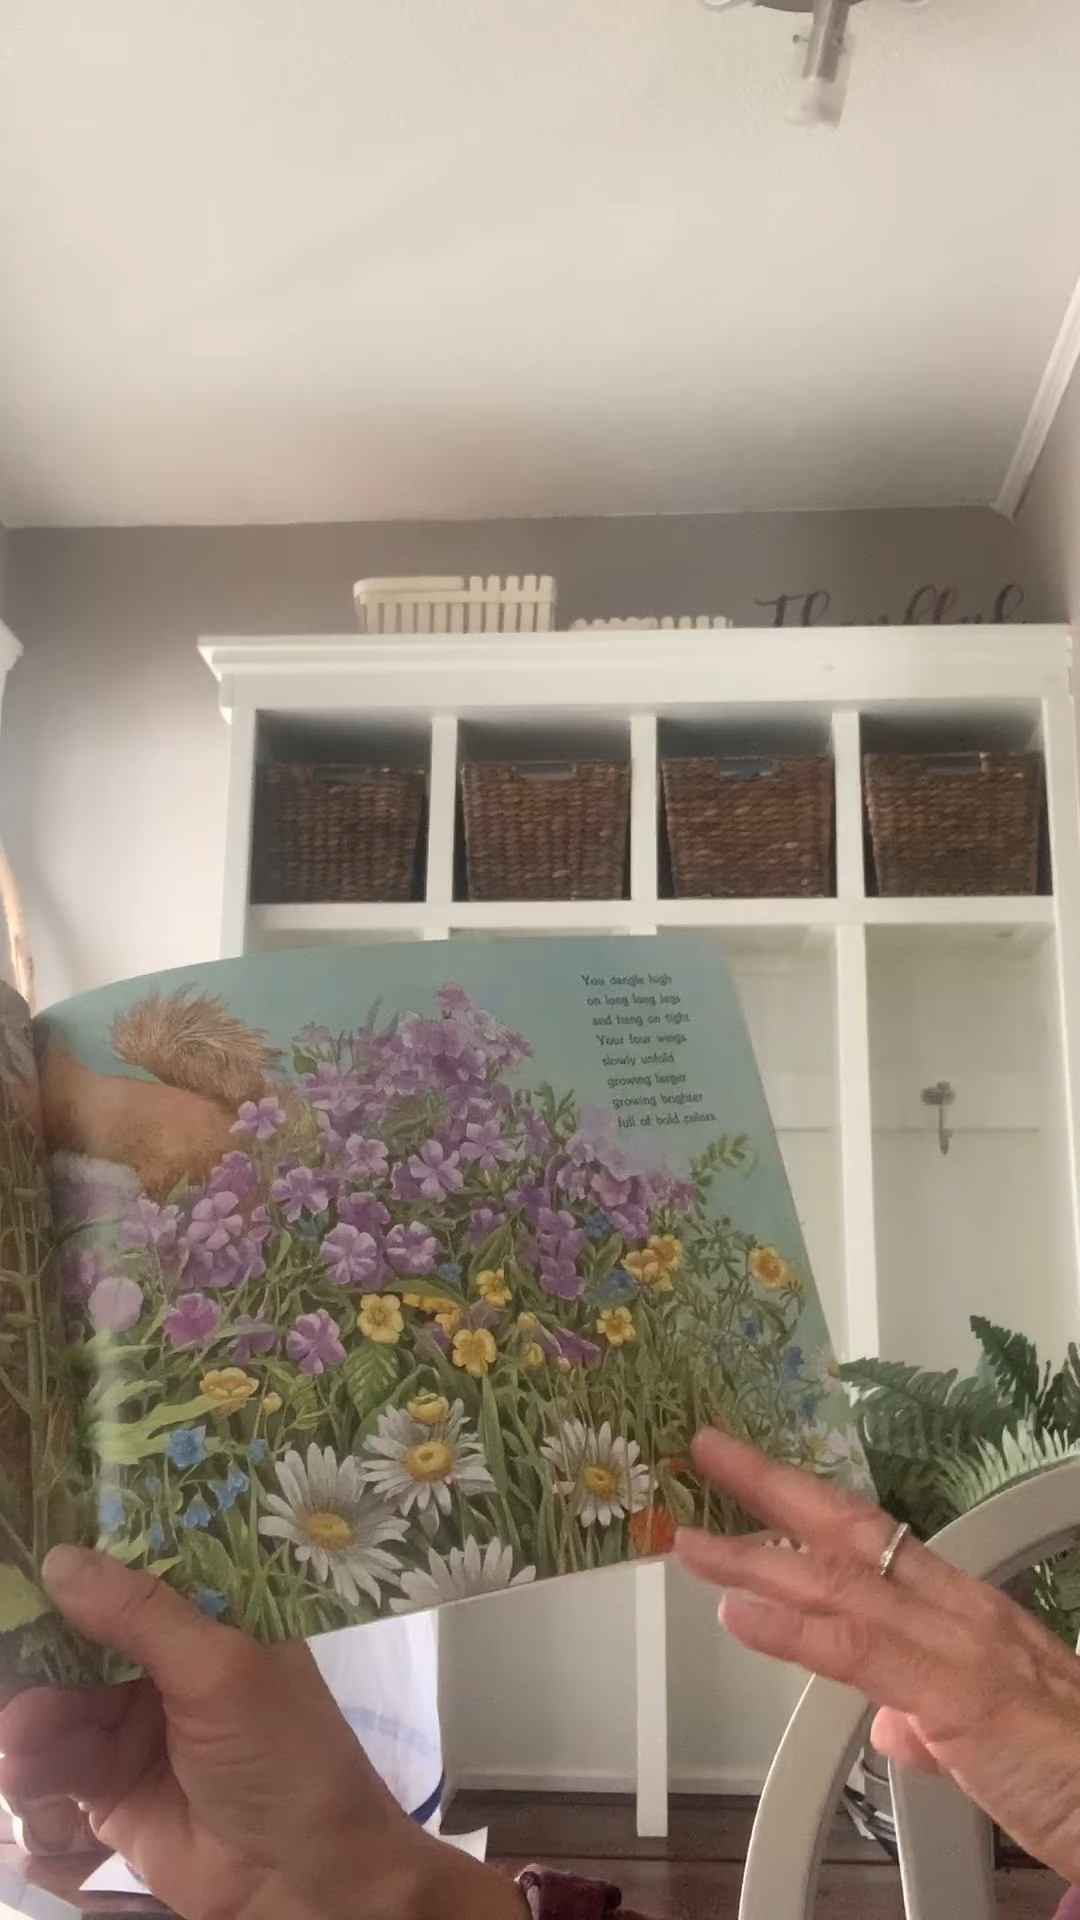 Thankful
You dangle high
on long long legs
and hang on tight
Your four wings
slowly unfold
growing larger
growing brighter
full of bold colors